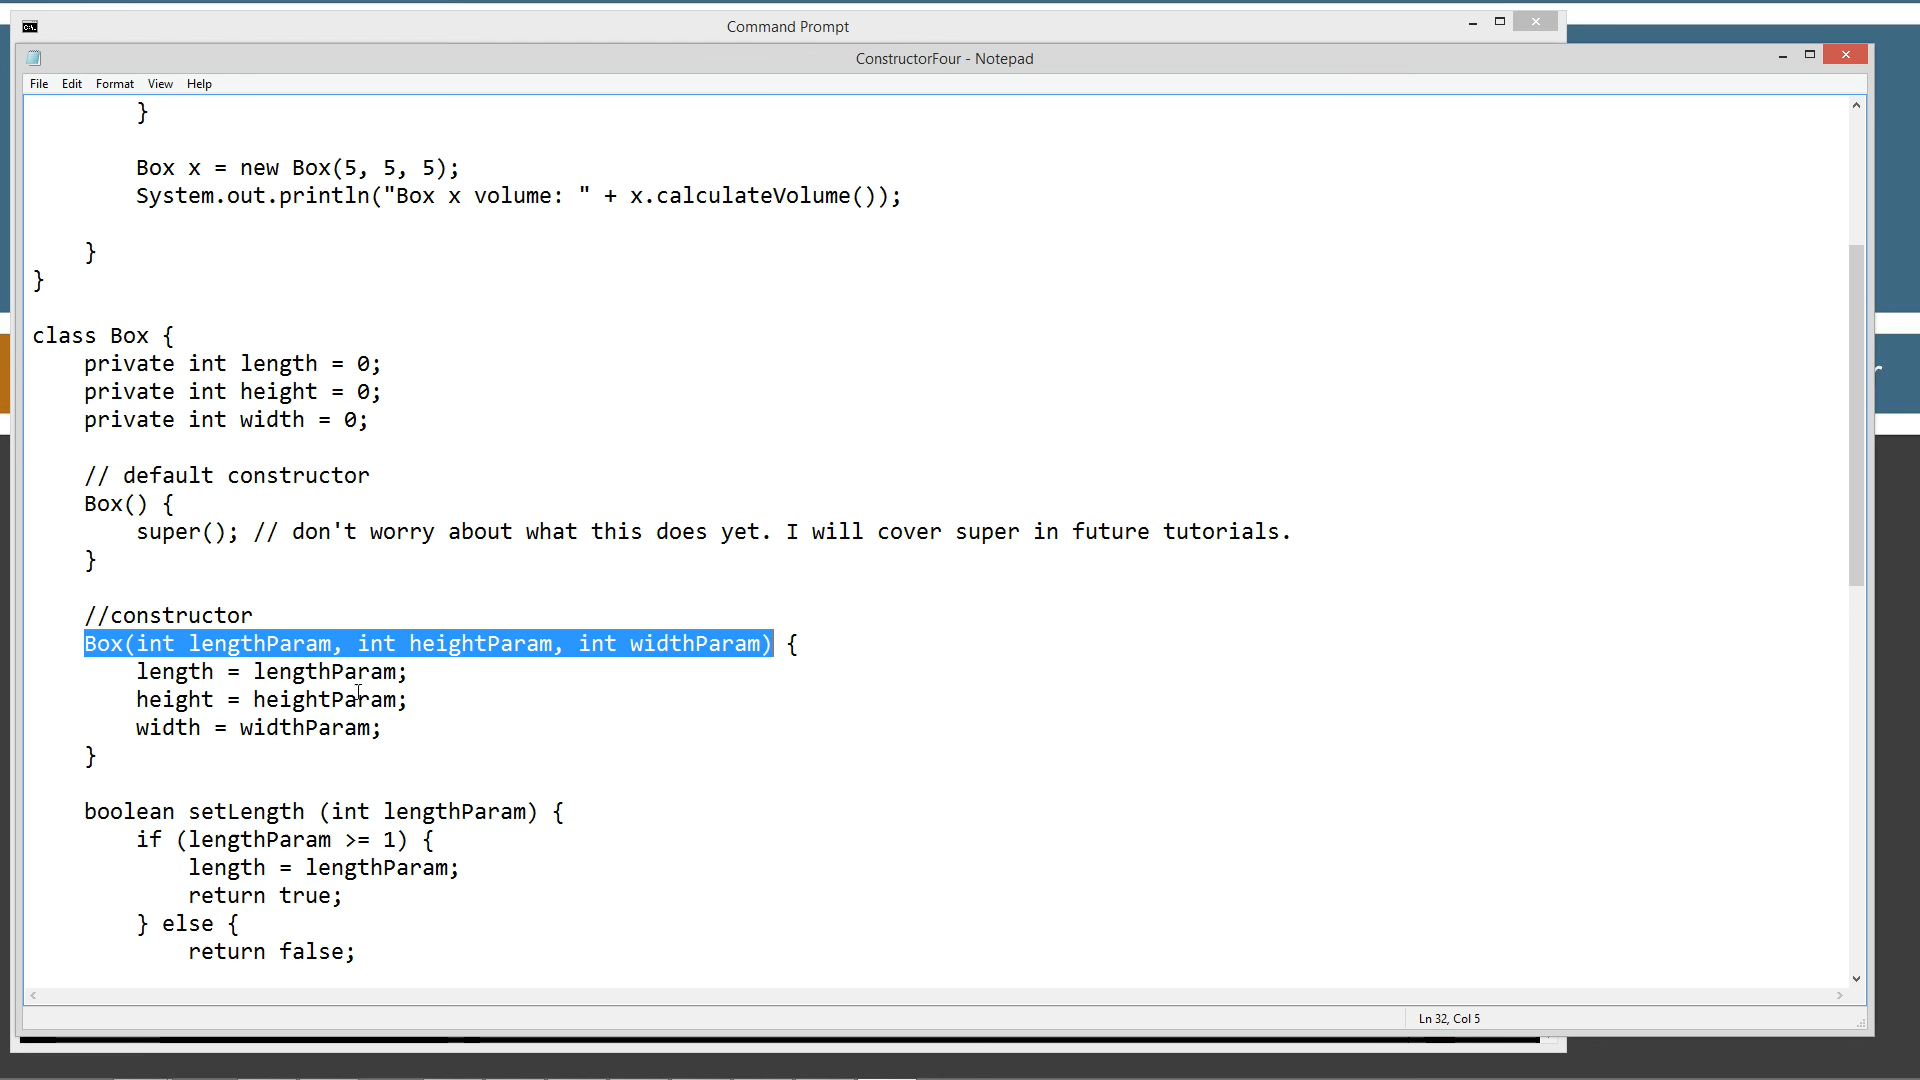 Command Prompt
ConstructorFour - Notepad
File Edit Format View Help
}
Box x = new Box(5, 5, 5);
System.out.println("Box x volume: " + x.calculateVolume());
}
}
class Box {
private int length = 0;
private int height = 0;
private int width = 0;
// default constructor
Box() {
super(); // don't worry about what this does yet. I will cover super in future tutorials.
}
//constructor
Box(int lengthParam, int heightParam, int widthParam) {
length = lengthParam;
height = heightParam;
width = widthParam;
}
boolean setLength (int lengthParam) {
if (lengthParam >= 1) {
length = lengthParam;
return true;
} else {
return false;
Ln 32, Col 5